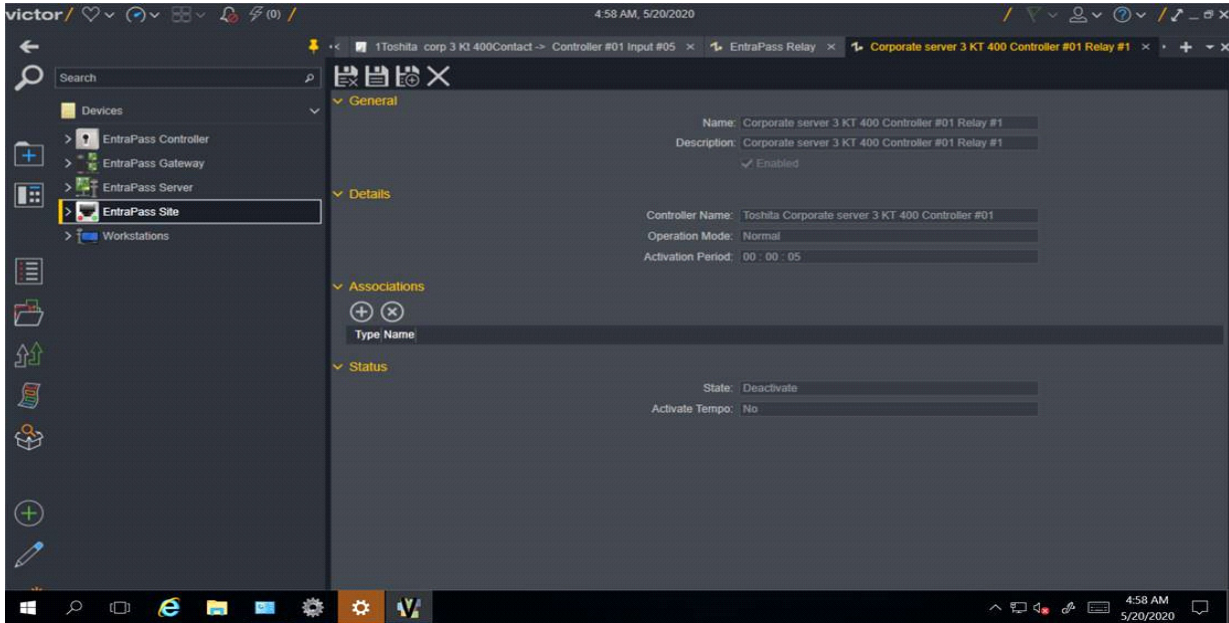 victor
(0)
4:58 AM, 5/20/2020
1Toshita corp 3 Kt 400Contact -> Controller #01 Input #05
EntraPass Relay
Corporate server 3 KT 400 Controller #01 Relay #1
Search
Devices
EntraPass Controller
EntraPass Gateway
EntraPass Server
EntraPass Site
Workstations
General
Name: Corporate server 3 KT 400 Controller #01 Relay #1
Description: Corporate server 3 KT 400 Controller #01 Relay #1
Enabled
Details
Controller Name: Toshita Corporate server 3 KT 400 Controller #01
Operation Mode: Normal
Activation Period: 00 : 00 : 05
Associations
Type Name
Status
State: Deactivate
Activate Tempo: No
4:58 AM
5/20/2020